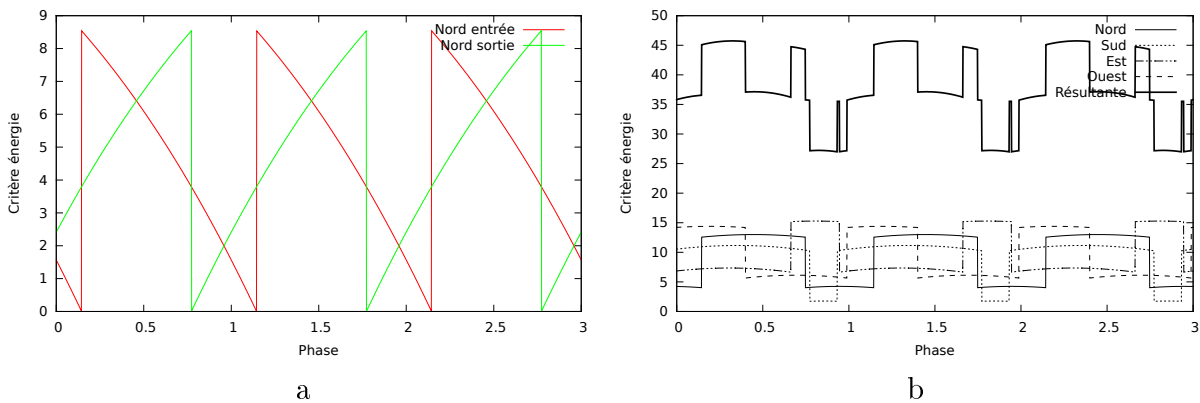 9
8
7
6
5
4
3
2
1
0
0 0.5 1 1.5 2 2.5 3
Critère énergie
Phase
Nord entrée
Nord sortie
a
50
45
40
35
30
25
20
15
10
5
0
0 0.5 1 1.5 2 2.5 3
Critère énergie
Phase
Nord
Sud
Est
Ouest
Résultante
b